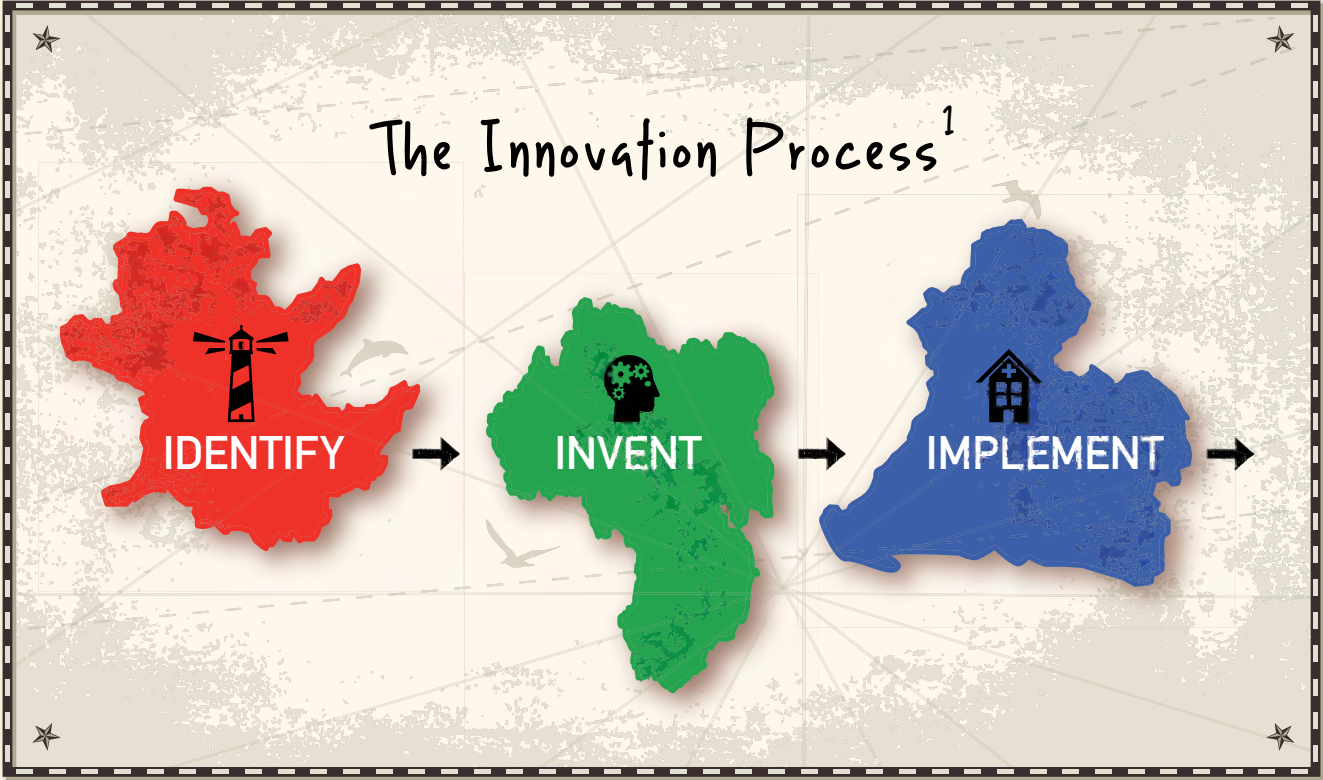 The Innovation Process¹
IDENTIFY
INVENT
IMPLEMENT